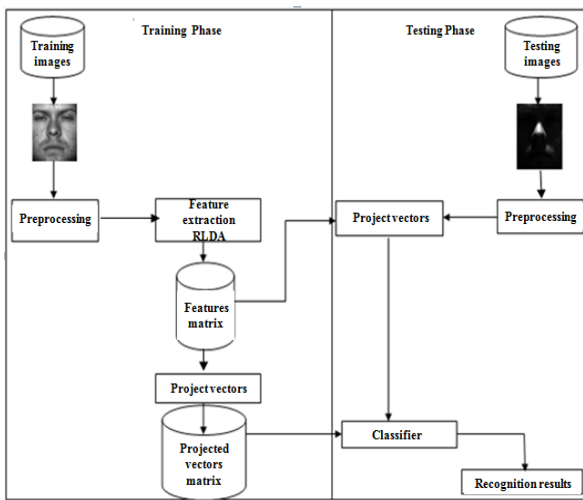 Training Phase
Testing Phase
Training
images
Testing
images
Preprocessing
Feature
extraction
RLDA
Project vectors
Preprocessing
Features
matrix
Project vectors
Projected
vectors
matrix
Classifier
Recognition results